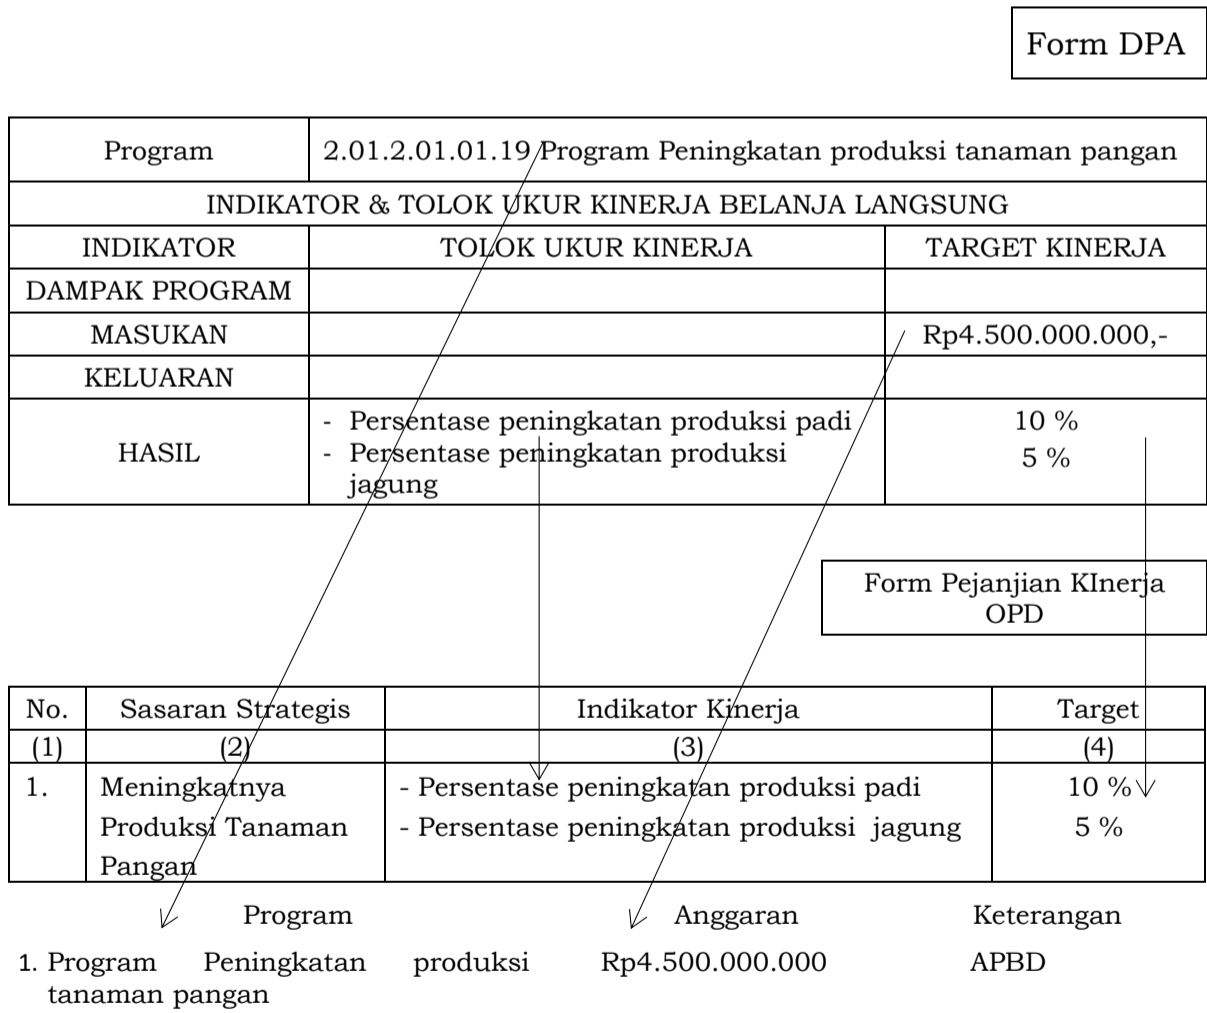 Form DPA
Program 2.01.2.01.01.19 Program Peningkatan produksi tanaman pangan
INDIKATOR & TOLOK UKUR KINERJA BELANJA LANGSUNG
INDIKATOR TOLOK UKUR KINERJA TARGET KINERJA
DAMPAK PROGRAM
MASUKAN Rp4.500.000.000,-
KELUARAN
- Persentase peningkatan produksi padi 10 %
HASIL - Persentase peningkatan produksi 5 %
jagung
Form Pejanjian KInerja
OPD
No. Sasaran Strategis Indikator Kinerja Target
(1) (2) (3) (4)
1. Meningkatnya - Persentase peningkatan produksi padi 10 %
Produksi Tanaman - Persentase peningkatan produksi jagung 5 %
Pangan
Program Anggaran Keterangan
1. Program Peningkatan produksi Rp4.500.000.000 APBD
tanaman pangan